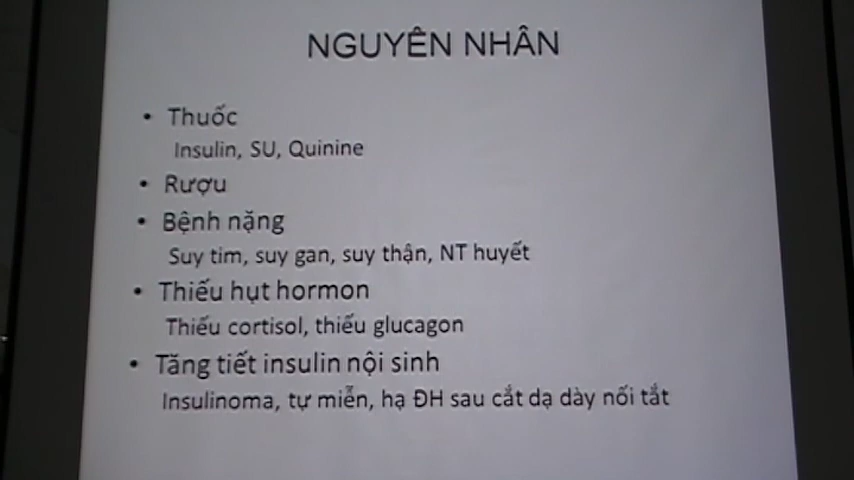 NGUYÊN NHÂN
• Thuốc
Insulin, SU, Quinine
• Rượu
• Bệnh nặng
Suy tim, suy gan, suy thận, NT huyết
• Thiếu hụt hormon
Thiếu cortisol, thiếu glucagon
• Tăng tiết insulin nội sinh
Insulinoma, tự miễn, hạ ĐH sau cắt dạ dày nối tắt